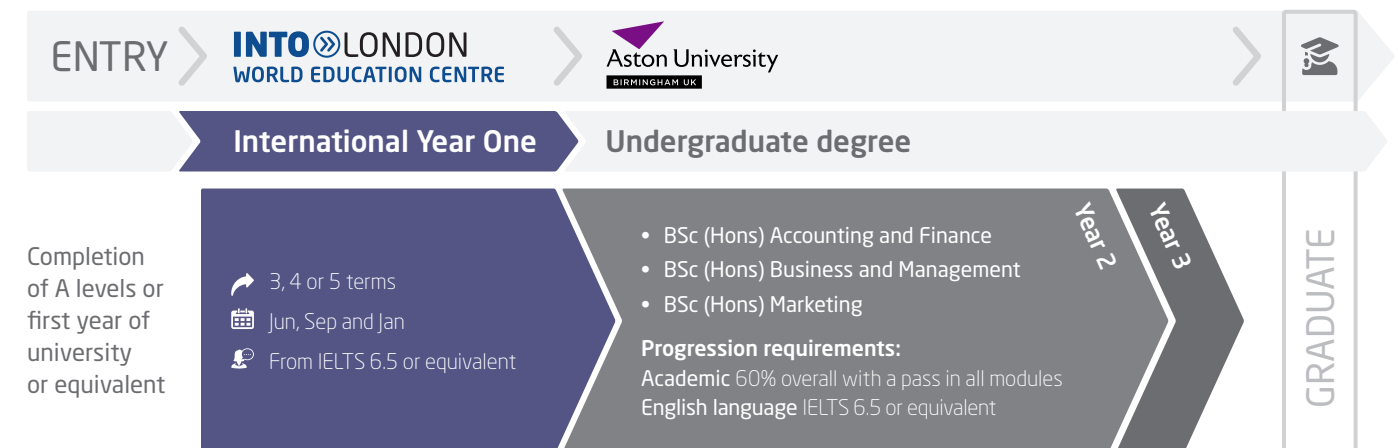 ENTRY
INTO LONDON
WORLD EDUCATION CENTRE
Aston University
BIRMINGHAM UK
International Year One
Undergraduate degree
Completion
of A levels or
first year of
university
or equivalent
3, 4 or 5 terms
Jun, Sep and Jan
From IELTS 6.5 or equivalent
• BSc (Hons) Accounting and Finance
• BSc (Hons) Business and Management
• BSc (Hons) Marketing
Progression requirements:
Academic 60% overall with a pass in all modules
English language IELTS 6.5 or equivalent
Year 2
Year 3
GRADUATE